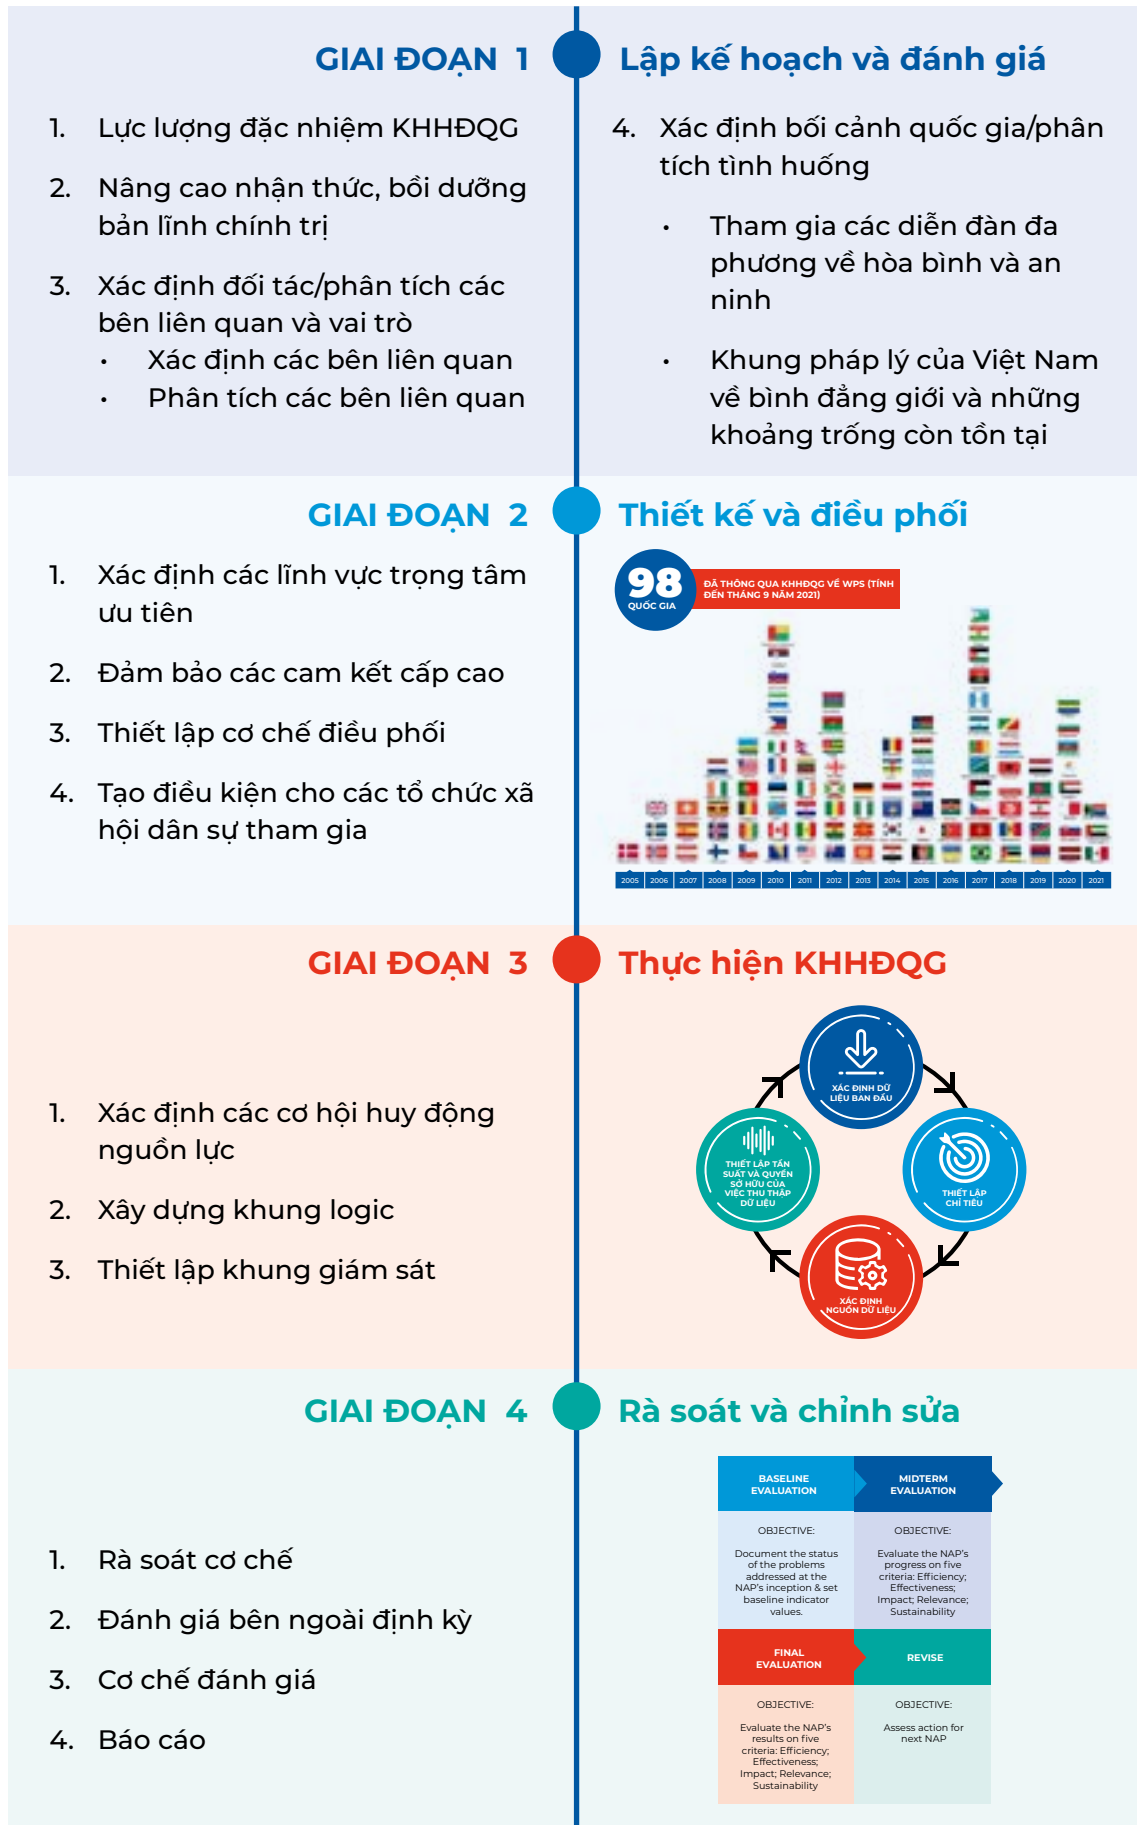 GIAI ĐOẠN 1
Lập kế hoạch và đánh giá
1. Lực lượng đặc nhiệm KHHĐQG
2. Nâng cao nhận thức, bồi dưỡng
bản lĩnh chính trị
3. Xác định đối tác/phân tích các
bên liên quan và vai trò
• Xác định các bên liên quan
• Phân tích các bên liên quan
4. Xác định bối cảnh quốc gia/phân
tích tình huống
• Tham gia các diễn đàn đa
phương về hòa bình và an
ninh
• Khung pháp lý của Việt Nam
về bình đẳng giới và những
khoảng trống còn tồn tại
GIAI ĐOẠN 2
Thiết kế và điều phối
1. Xác định các lĩnh vực trọng tâm
ưu tiên
2. Đảm bảo các cam kết cấp cao
3. Thiết lập cơ chế điều phối
4. Tạo điều kiện cho các tổ chức xã
hội dân sự tham gia
98
QUỐC GIA
ĐÃ THÔNG QUA KHHĐQG VỀ WPS (TÍNH
ĐẾN THÁNG 9 NĂM 2021)
2005 2006 2007 2008 2009 2010 2011 2012 2013 2014 2015 2016 2017 2018 2019 2020 2021
GIAI ĐOẠN 3
Thực hiện KHHĐQG
1. Xác định các cơ hội huy động
nguồn lực
2. Xây dựng khung logic
3. Thiết lập khung giám sát
XÁC ĐỊNH DỮ
LIỆU BAN ĐẦU
THIẾT LẬP
CHỈ TIÊU
XÁC ĐỊNH
NGUỒN DỮ LIỆU
THIẾT LẬP TẦN
SUẤT VÀ QUYỀN
SỞ HỮU CỦA
VIỆC THU THẬP
DỮ LIỆU
GIAI ĐOẠN 4
Rà soát và chỉnh sửa
1. Rà soát cơ chế
2. Đánh giá bên ngoài định kỳ
3. Cơ chế đánh giá
4. Báo cáo
BASELINE
EVALUATION
OBJECTIVE:
Document the status
of the problems
addressed at the
NAP's inception & set
baseline indicator
values.
MIDTERM
EVALUATION
OBJECTIVE:
Evaluate the NAP's
progress on five
criteria: Efficiency;
Effectiveness;
Impact; Relevance;
Sustainability
FINAL
EVALUATION
OBJECTIVE:
Evaluate the NAP's
results on five
criteria: Efficiency;
Effectiveness;
Impact; Relevance;
Sustainability
REVISE
OBJECTIVE:
Assess action for
next NAP